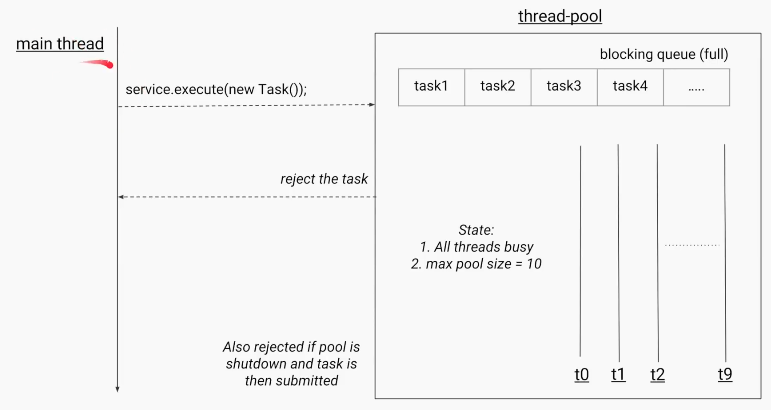 thread-pool
main thread
blocking queue (full)
service.execute(new Task());
task1 task2 task3 task4 .....
reject the task
State:
1. All threads busy
2. max pool size = 10
Also rejected if pool is
shutdown and task is
then submitted
t0 t1 t2 t9